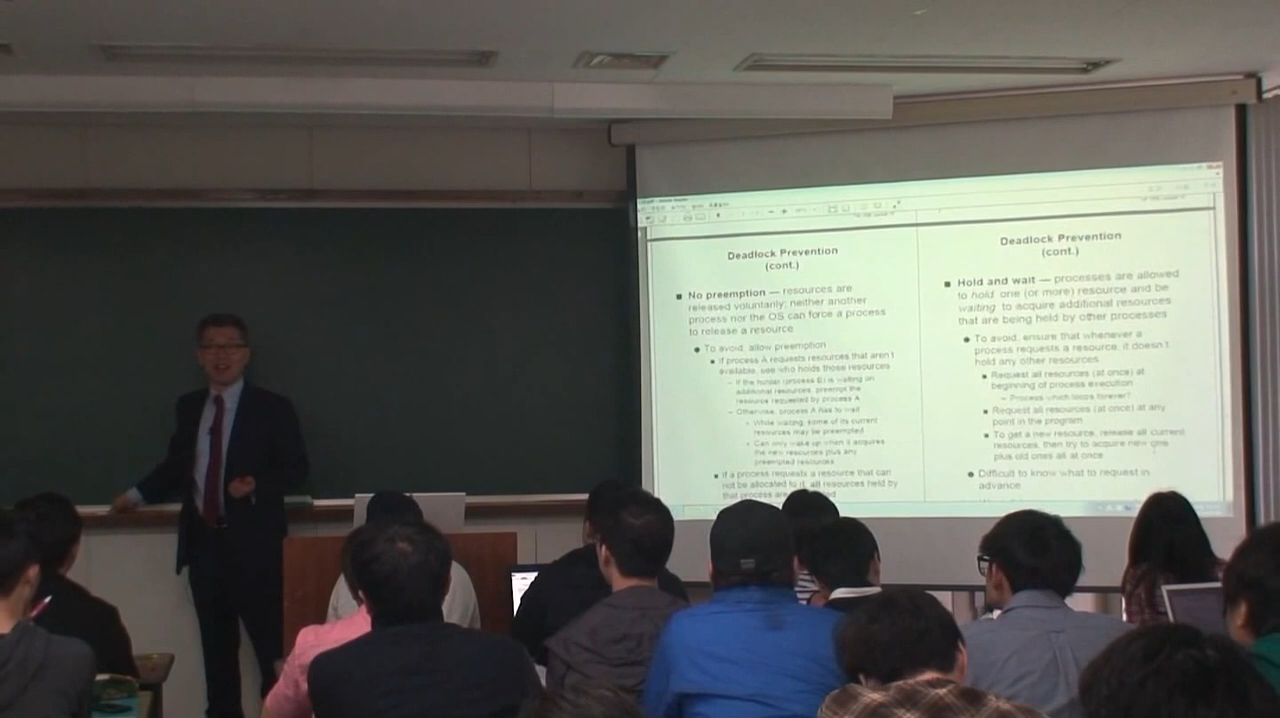 Deadlock Prevention
(cont.)
■ No preemption — resources are
released voluntarily; neither another
process nor the OS can force a process
to release a resource
● To avoid, allow preemption
■ If process A requests resources that aren't
available, see who holds those resources
– If the holder (process B) is waiting on
additional resources, preempt the
resource requested by process A
– Otherwise, process A has to wait
• While waiting, some of its current
resources may be preempted
• Can only wake up when it acquires
the new resources plus any
preempted resources
■ If a process requests a resource that can
not be allocated to it, all resources held by
that process are
Deadlock Prevention
(cont.)
■ Hold and wait — processes are allowed
to hold one (or more) resource and be
waiting to acquire additional resources
that are being held by other processes
● To avoid, ensure that whenever a
process requests a resource, it doesn't
hold any other resources
■ Request all resources (at once) at
beginning of process execution
– Process which loops forever?
■ Request all resources (at once) at any
point in the program
■ To get a new resource, release all current
resources, then try to acquire new one
plus old ones all at once
● Difficult to know what to request in
advance